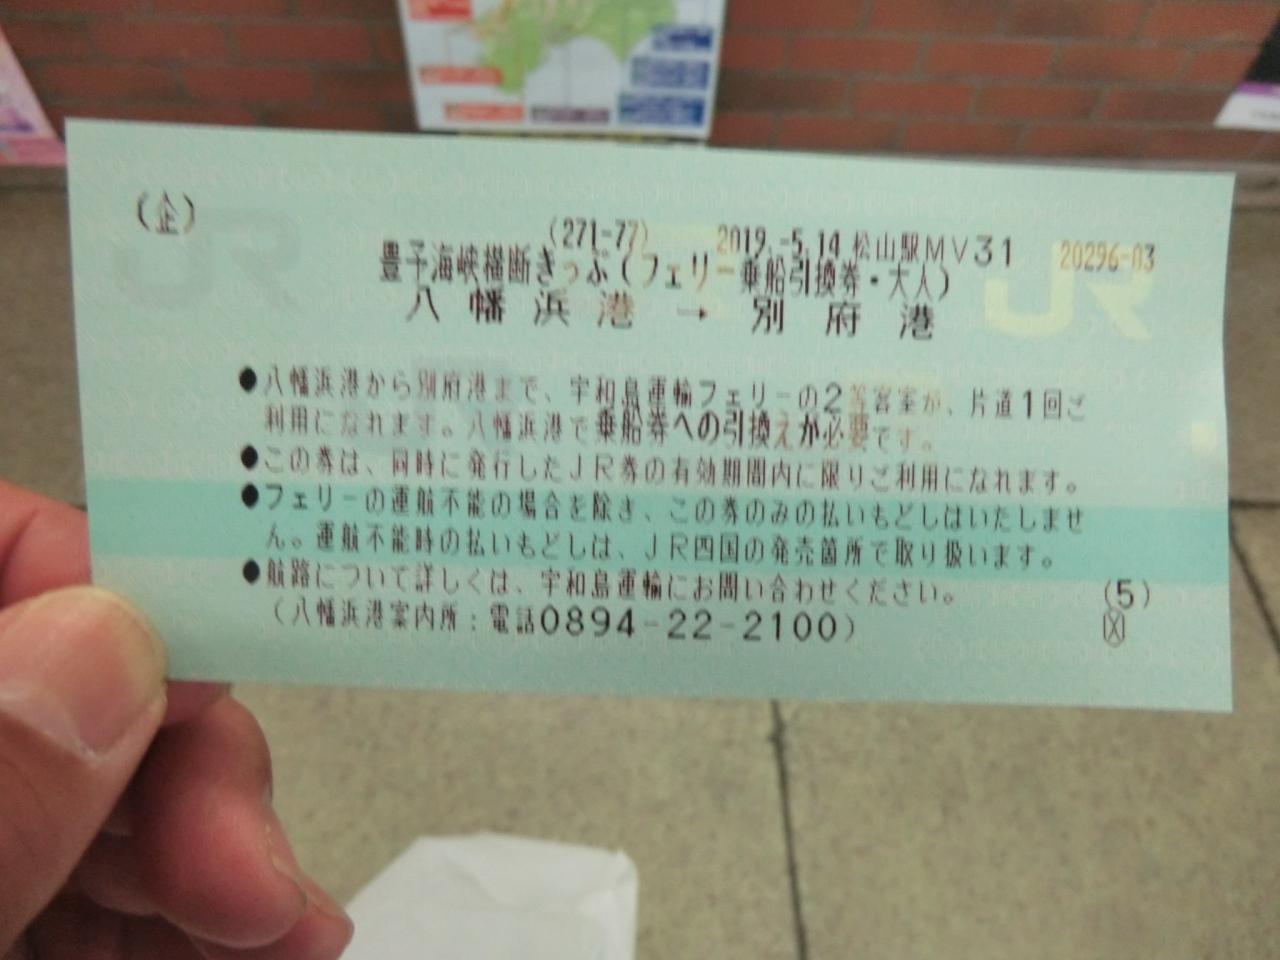 (企)
(271-77) 2019.-5.14 松山駅MV31 20296-03
豊予海峡横断きっぷ(フェリー乗船引換券・大人)
八幡浜港 → 別府港
●八幡浜港から別府港まで、宇和島運輸フェリーの2等客室が、片道1回ご
利用になれます。八幡浜港で乗船券への引換えが必要です。
●この券は、同時に発行したJR券の有効期間内に限りご利用になれます。
●フェリーの運航不能の場合を除き、この券のみの払いもどしはいたしませ
ん。運航不能時の払いもどしは、JR四国の発売箇所で取り扱います。
●航路について詳しくは、宇和島運輸にお問い合わせください。
(八幡浜港案内所:電話0894-22-2100)
(5)